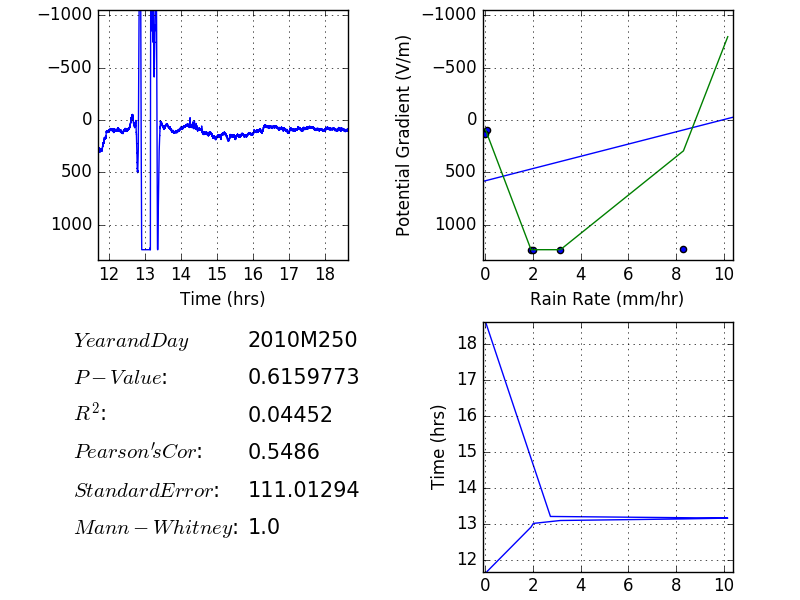 −1000
−500
0
500
1000
12 13 14 15 16 17 18
Time (hrs)
−1000
−500
0
500
1000
Potential Gradient (V/m)
0 2 4 6 8 10
Rain Rate (mm/hr)
YearandDay 2010M250
P−Value: 0.6159773
R²: 0.04452
Pearson'sCor: 0.5486
StandardError: 111.01294
Mann−Whitney: 1.0
18
17
16
15
14
13
12
Time (hrs)
0 2 4 6 8 10